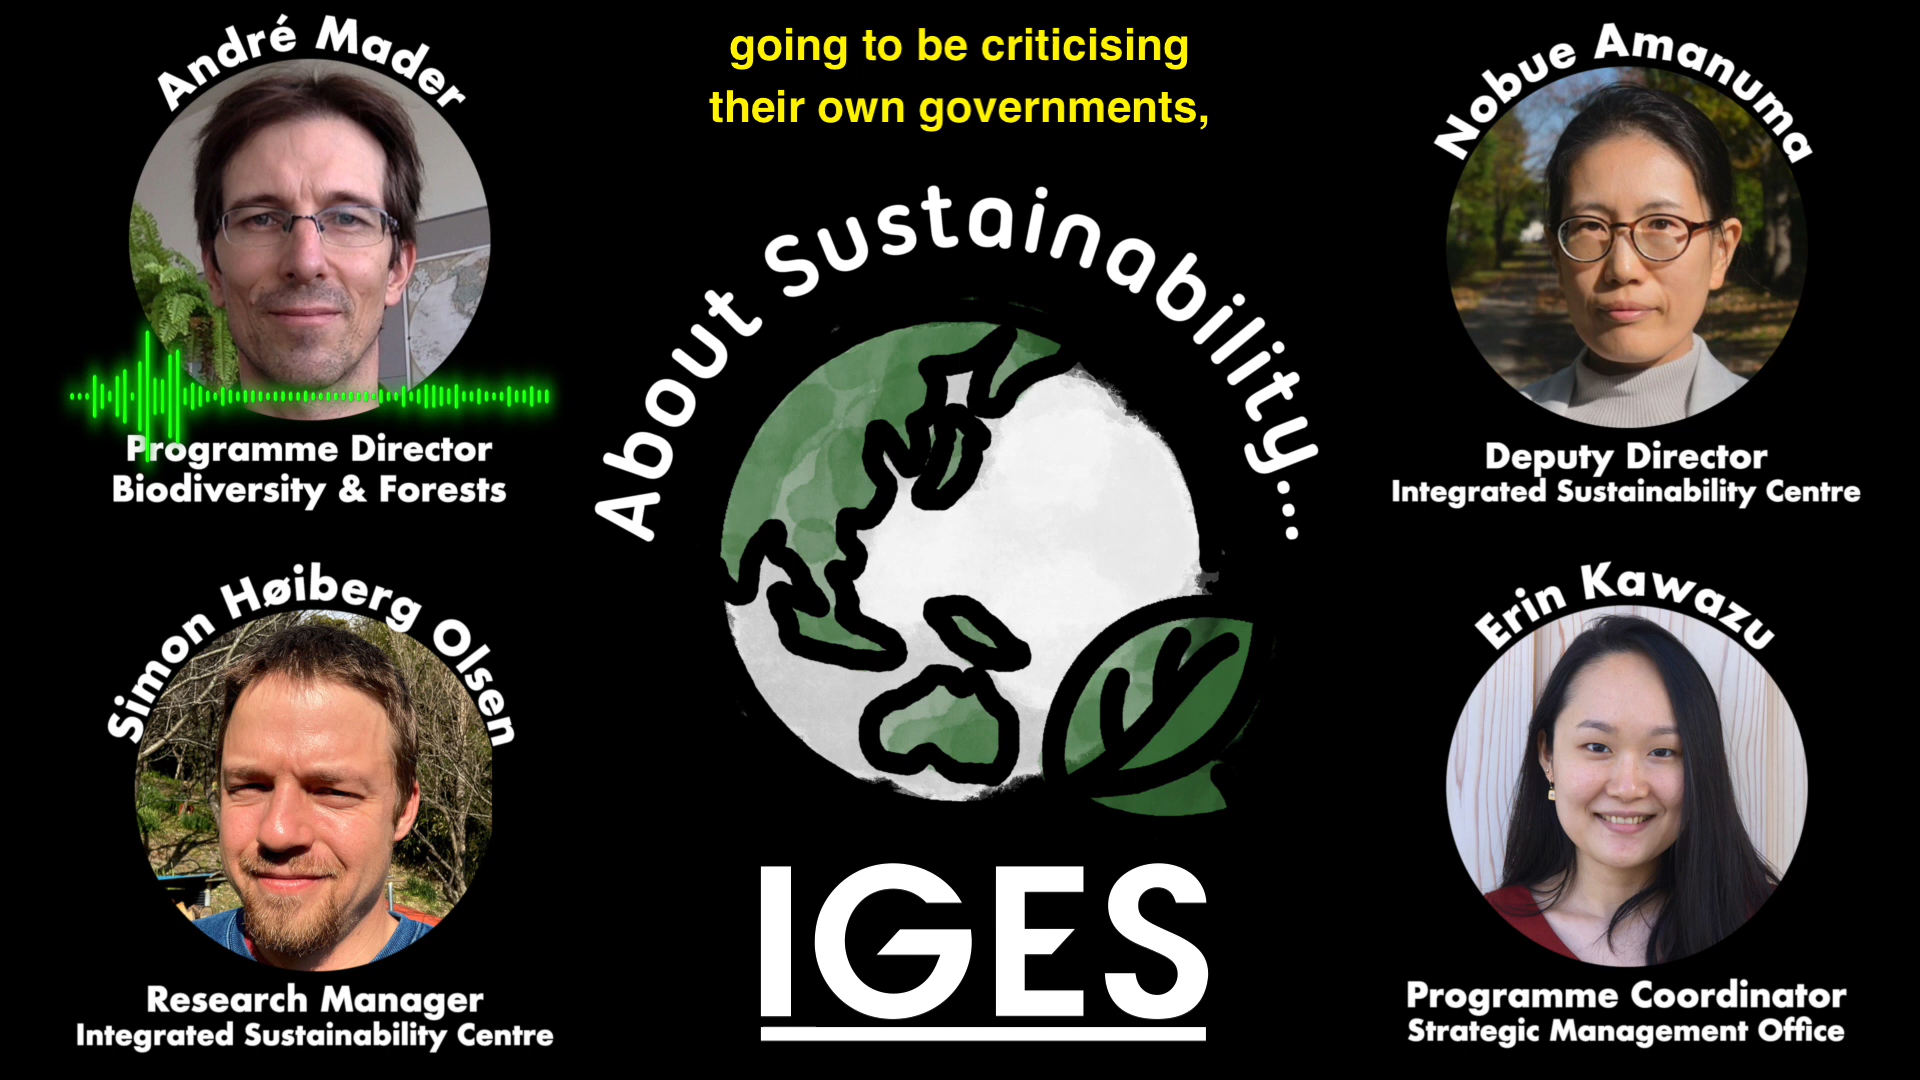 going to be criticising
their own governments,
About Sustainability...
IGES
André Mader
Programme Director
Biodiversity & Forests
Nobue Amanuma
Deputy Director
Integrated Sustainability Centre
Simon Høiberg Olsen
Research Manager
Integrated Sustainability Centre
Erin Kawazu
Programme Coordinator
Strategic Management Office